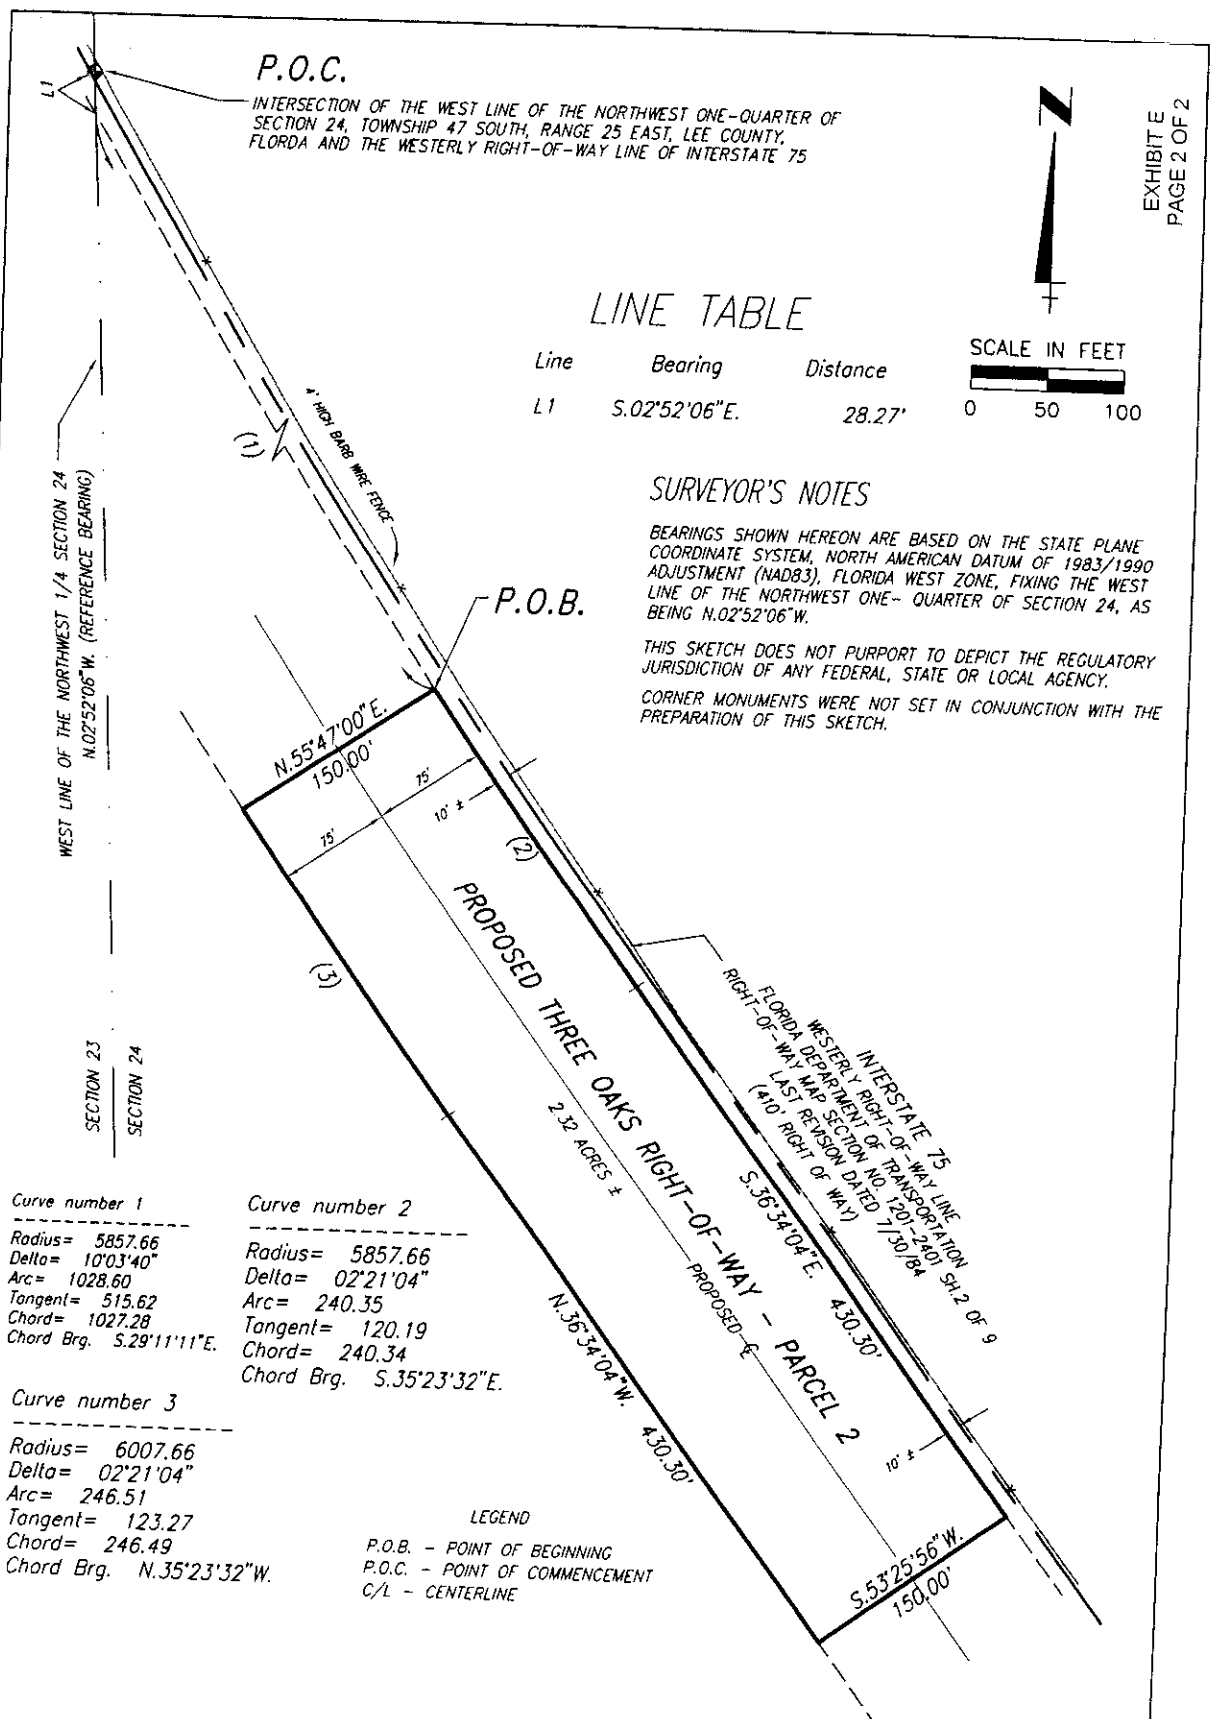 EXHIBIT E
PAGE 2 OF 2
P.O.C.
INTERSECTION OF THE WEST LINE OF THE NORTHWEST ONE-QUARTER OF
SECTION 24, TOWNSHIP 47 SOUTH, RANGE 25 EAST, LEE COUNTY,
FLORDA AND THE WESTERLY RIGHT-OF-WAY LINE OF INTERSTATE 75
L1
N
LINE TABLE
Line Bearing Distance
L1 S.02°52'06"E. 28.27'
SCALE IN FEET
0 50 100
(1)
4' HIGH BARB WIRE FENCE
WEST LINE OF THE NORTHWEST 1/4 SECTION 24
N.02°52'06"W. (REFERENCE BEARING)
SURVEYOR'S NOTES
BEARINGS SHOWN HEREON ARE BASED ON THE STATE PLANE
COORDINATE SYSTEM, NORTH AMERICAN DATUM OF 1983/1990
ADJUSTMENT (NAD83), FLORIDA WEST ZONE, FIXING THE WEST
LINE OF THE NORTHWEST ONE- QUARTER OF SECTION 24, AS
BEING N.02°52'06"W.
THIS SKETCH DOES NOT PURPORT TO DEPICT THE REGULATORY
JURISDICTION OF ANY FEDERAL, STATE OR LOCAL AGENCY.
CORNER MONUMENTS WERE NOT SET IN CONJUNCTION WITH THE
PREPARATION OF THIS SKETCH.
P.O.B.
N.55°47'00"E.
150.00'
75'
75'
10' ±
(2)
(3)
PROPOSED THREE OAKS RIGHT-OF-WAY - PARCEL 2
2.32 ACRES ±
PROPOSED ℄
INTERSTATE 75
WESTERLY RIGHT-OF-WAY LINE
FLORIDA DEPARTMENT OF TRANSPORTATION
RIGHT-OF-WAY MAP SECTION NO. 1201-2401 SH.2 OF 9
LAST REVISION DATED 7/30/84
(410' RIGHT OF WAY)
S.36°34'04"E.
430.30'
N.36°34'04"W.
430.30'
10' ±
S.53°25'56"W.
150.00'
SECTION 23
SECTION 24
Curve number 1
Radius= 5857.66
Delta= 10°03'40"
Arc= 1028.60
Tangent= 515.62
Chord= 1027.28
Chord Brg. S.29°11'11"E.
Curve number 2
Radius= 5857.66
Delta= 02°21'04"
Arc= 240.35
Tangent= 120.19
Chord= 240.34
Chord Brg. S.35°23'32"E.
Curve number 3
Radius= 6007.66
Delta= 02°21'04"
Arc= 246.51
Tangent= 123.27
Chord= 246.49
Chord Brg. N.35°23'32"W.
LEGEND
P.O.B. - POINT OF BEGINNING
P.O.C. - POINT OF COMMENCEMENT
C/L - CENTERLINE